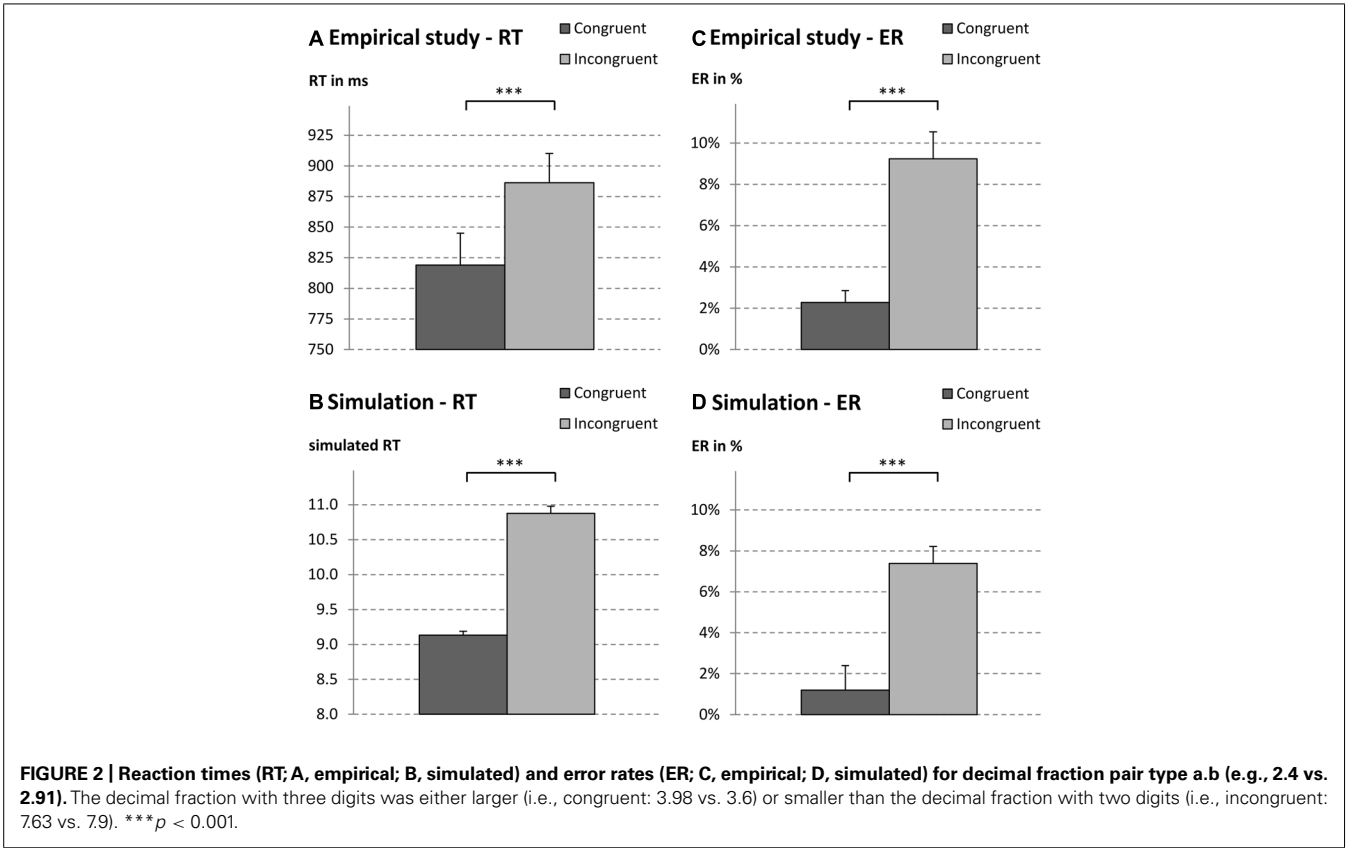 A Empirical study - RT
Congruent
Incongruent
RT in ms
***
925
900
875
850
825
800
775
750
C Empirical study - ER
Congruent
Incongruent
ER in %
***
10%
8%
6%
4%
2%
0%
B Simulation - RT
Congruent
Incongruent
simulated RT
***
11.0
10.5
10.0
9.5
9.0
8.5
8.0
D Simulation - ER
Congruent
Incongruent
ER in %
***
10%
8%
6%
4%
2%
0%
FIGURE 2 | Reaction times (RT; A, empirical; B, simulated) and error rates (ER; C, empirical; D, simulated) for decimal fraction pair type a.b (e.g., 2.4 vs.
2.91). The decimal fraction with three digits was either larger (i.e., congruent: 3.98 vs. 3.6) or smaller than the decimal fraction with two digits (i.e., incongruent:
7.63 vs. 7.9). ***p < 0.001.